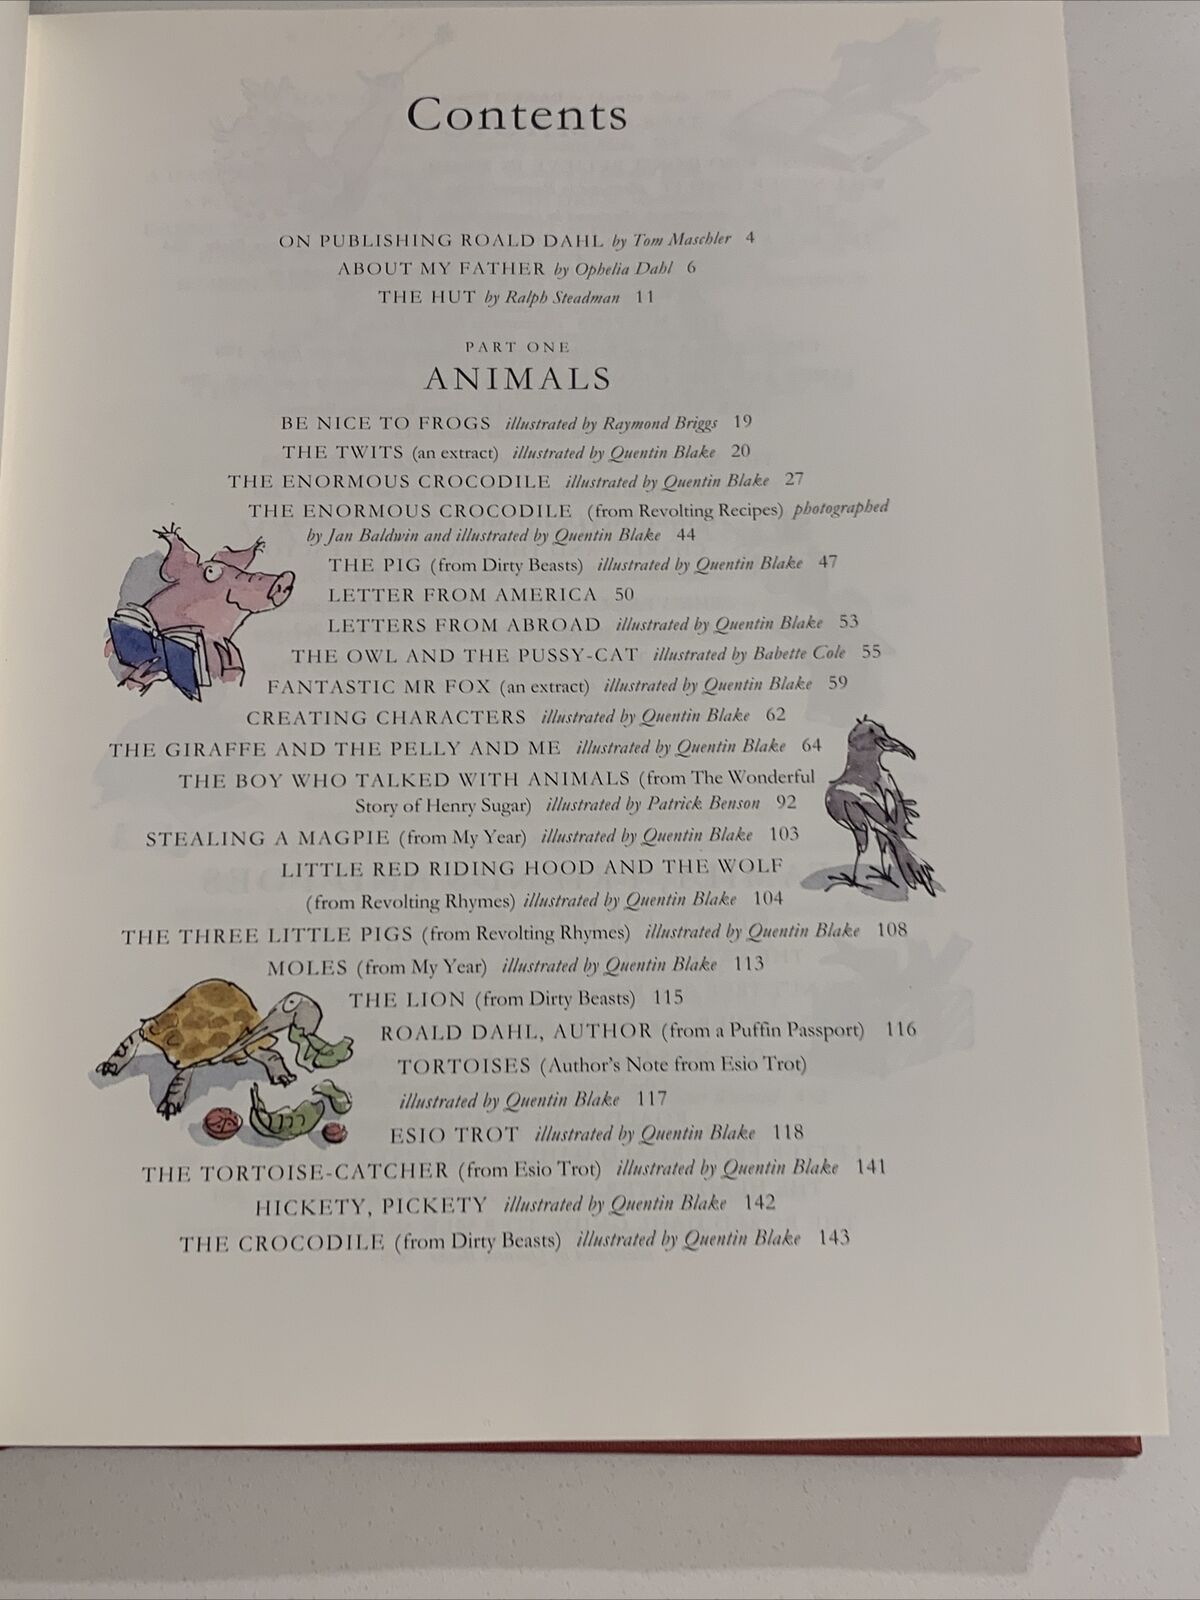 Contents
ON PUBLISHING ROALD DAHL by Tom Maschler 4
ABOUT MY FATHER by Ophelia Dahl 6
THE HUT by Ralph Steadman 11
PART ONE
ANIMALS
BE NICE TO FROGS illustrated by Raymond Briggs 19
THE TWITS (an extract) illustrated by Quentin Blake 20
THE ENORMOUS CROCODILE illustrated by Quentin Blake 27
THE ENORMOUS CROCODILE (from Revolting Recipes) photographed
by Jan Baldwin and illustrated by Quentin Blake 44
THE PIG (from Dirty Beasts) illustrated by Quentin Blake 47
LETTER FROM AMERICA 50
LETTERS FROM ABROAD illustrated by Quentin Blake 53
THE OWL AND THE PUSSY-CAT illustrated by Babette Cole 55
FANTASTIC MR FOX (an extract) illustrated by Quentin Blake 59
CREATING CHARACTERS illustrated by Quentin Blake 62
THE GIRAFFE AND THE PELLY AND ME illustrated by Quentin Blake 64
THE BOY WHO TALKED WITH ANIMALS (from The Wonderful
Story of Henry Sugar) illustrated by Patrick Benson 92
STEALING A MAGPIE (from My Year) illustrated by Quentin Blake 103
LITTLE RED RIDING HOOD AND THE WOLF
(from Revolting Rhymes) illustrated by Quentin Blake 104
THE THREE LITTLE PIGS (from Revolting Rhymes) illustrated by Quentin Blake 108
MOLES (from My Year) illustrated by Quentin Blake 113
THE LION (from Dirty Beasts) 115
ROALD DAHL, AUTHOR (from a Puffin Passport) 116
TORTOISES (Author's Note from Esio Trot)
illustrated by Quentin Blake 117
ESIO TROT illustrated by Quentin Blake 118
THE TORTOISE-CATCHER (from Esio Trot) illustrated by Quentin Blake 141
HICKETY, PICKETY illustrated by Quentin Blake 142
THE CROCODILE (from Dirty Beasts) illustrated by Quentin Blake 143